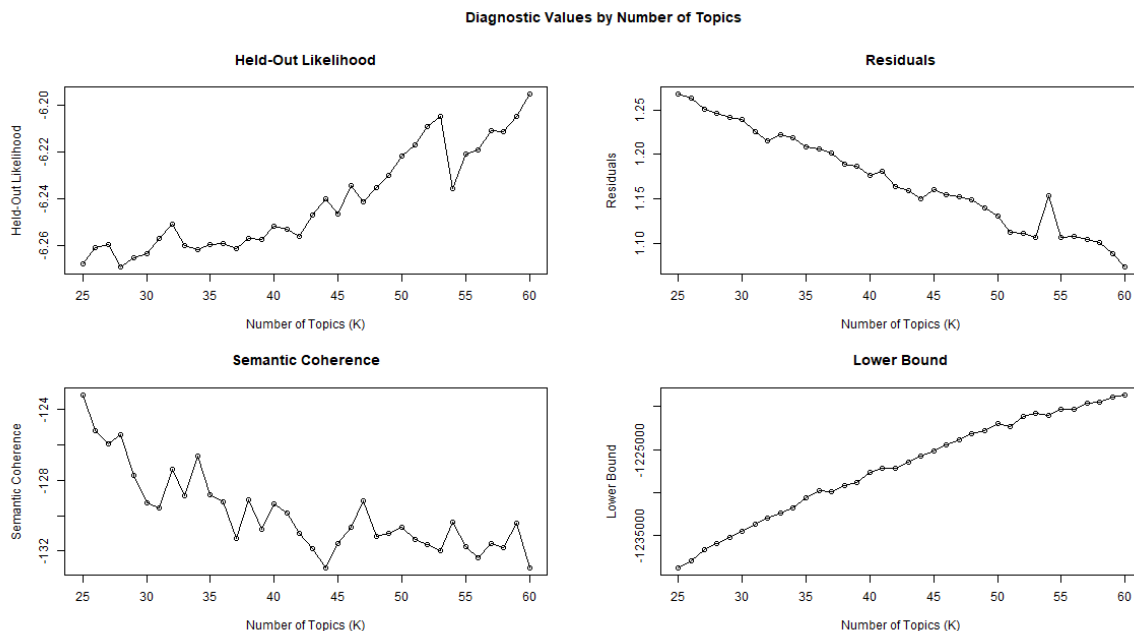 Diagnostic Values by Number of Topics
Held-Out Likelihood
Held-Out Likelihood
-6.20
-6.22
-6.24
-6.26
25 30 35 40 45 50 55 60
Number of Topics (K)
Residuals
Residuals
1.25
1.20
1.15
1.10
25 30 35 40 45 50 55 60
Number of Topics (K)
Semantic Coherence
Semantic Coherence
-124
-128
-132
25 30 35 40 45 50 55 60
Number of Topics (K)
Lower Bound
Lower Bound
-1225000
-1235000
25 30 35 40 45 50 55 60
Number of Topics (K)